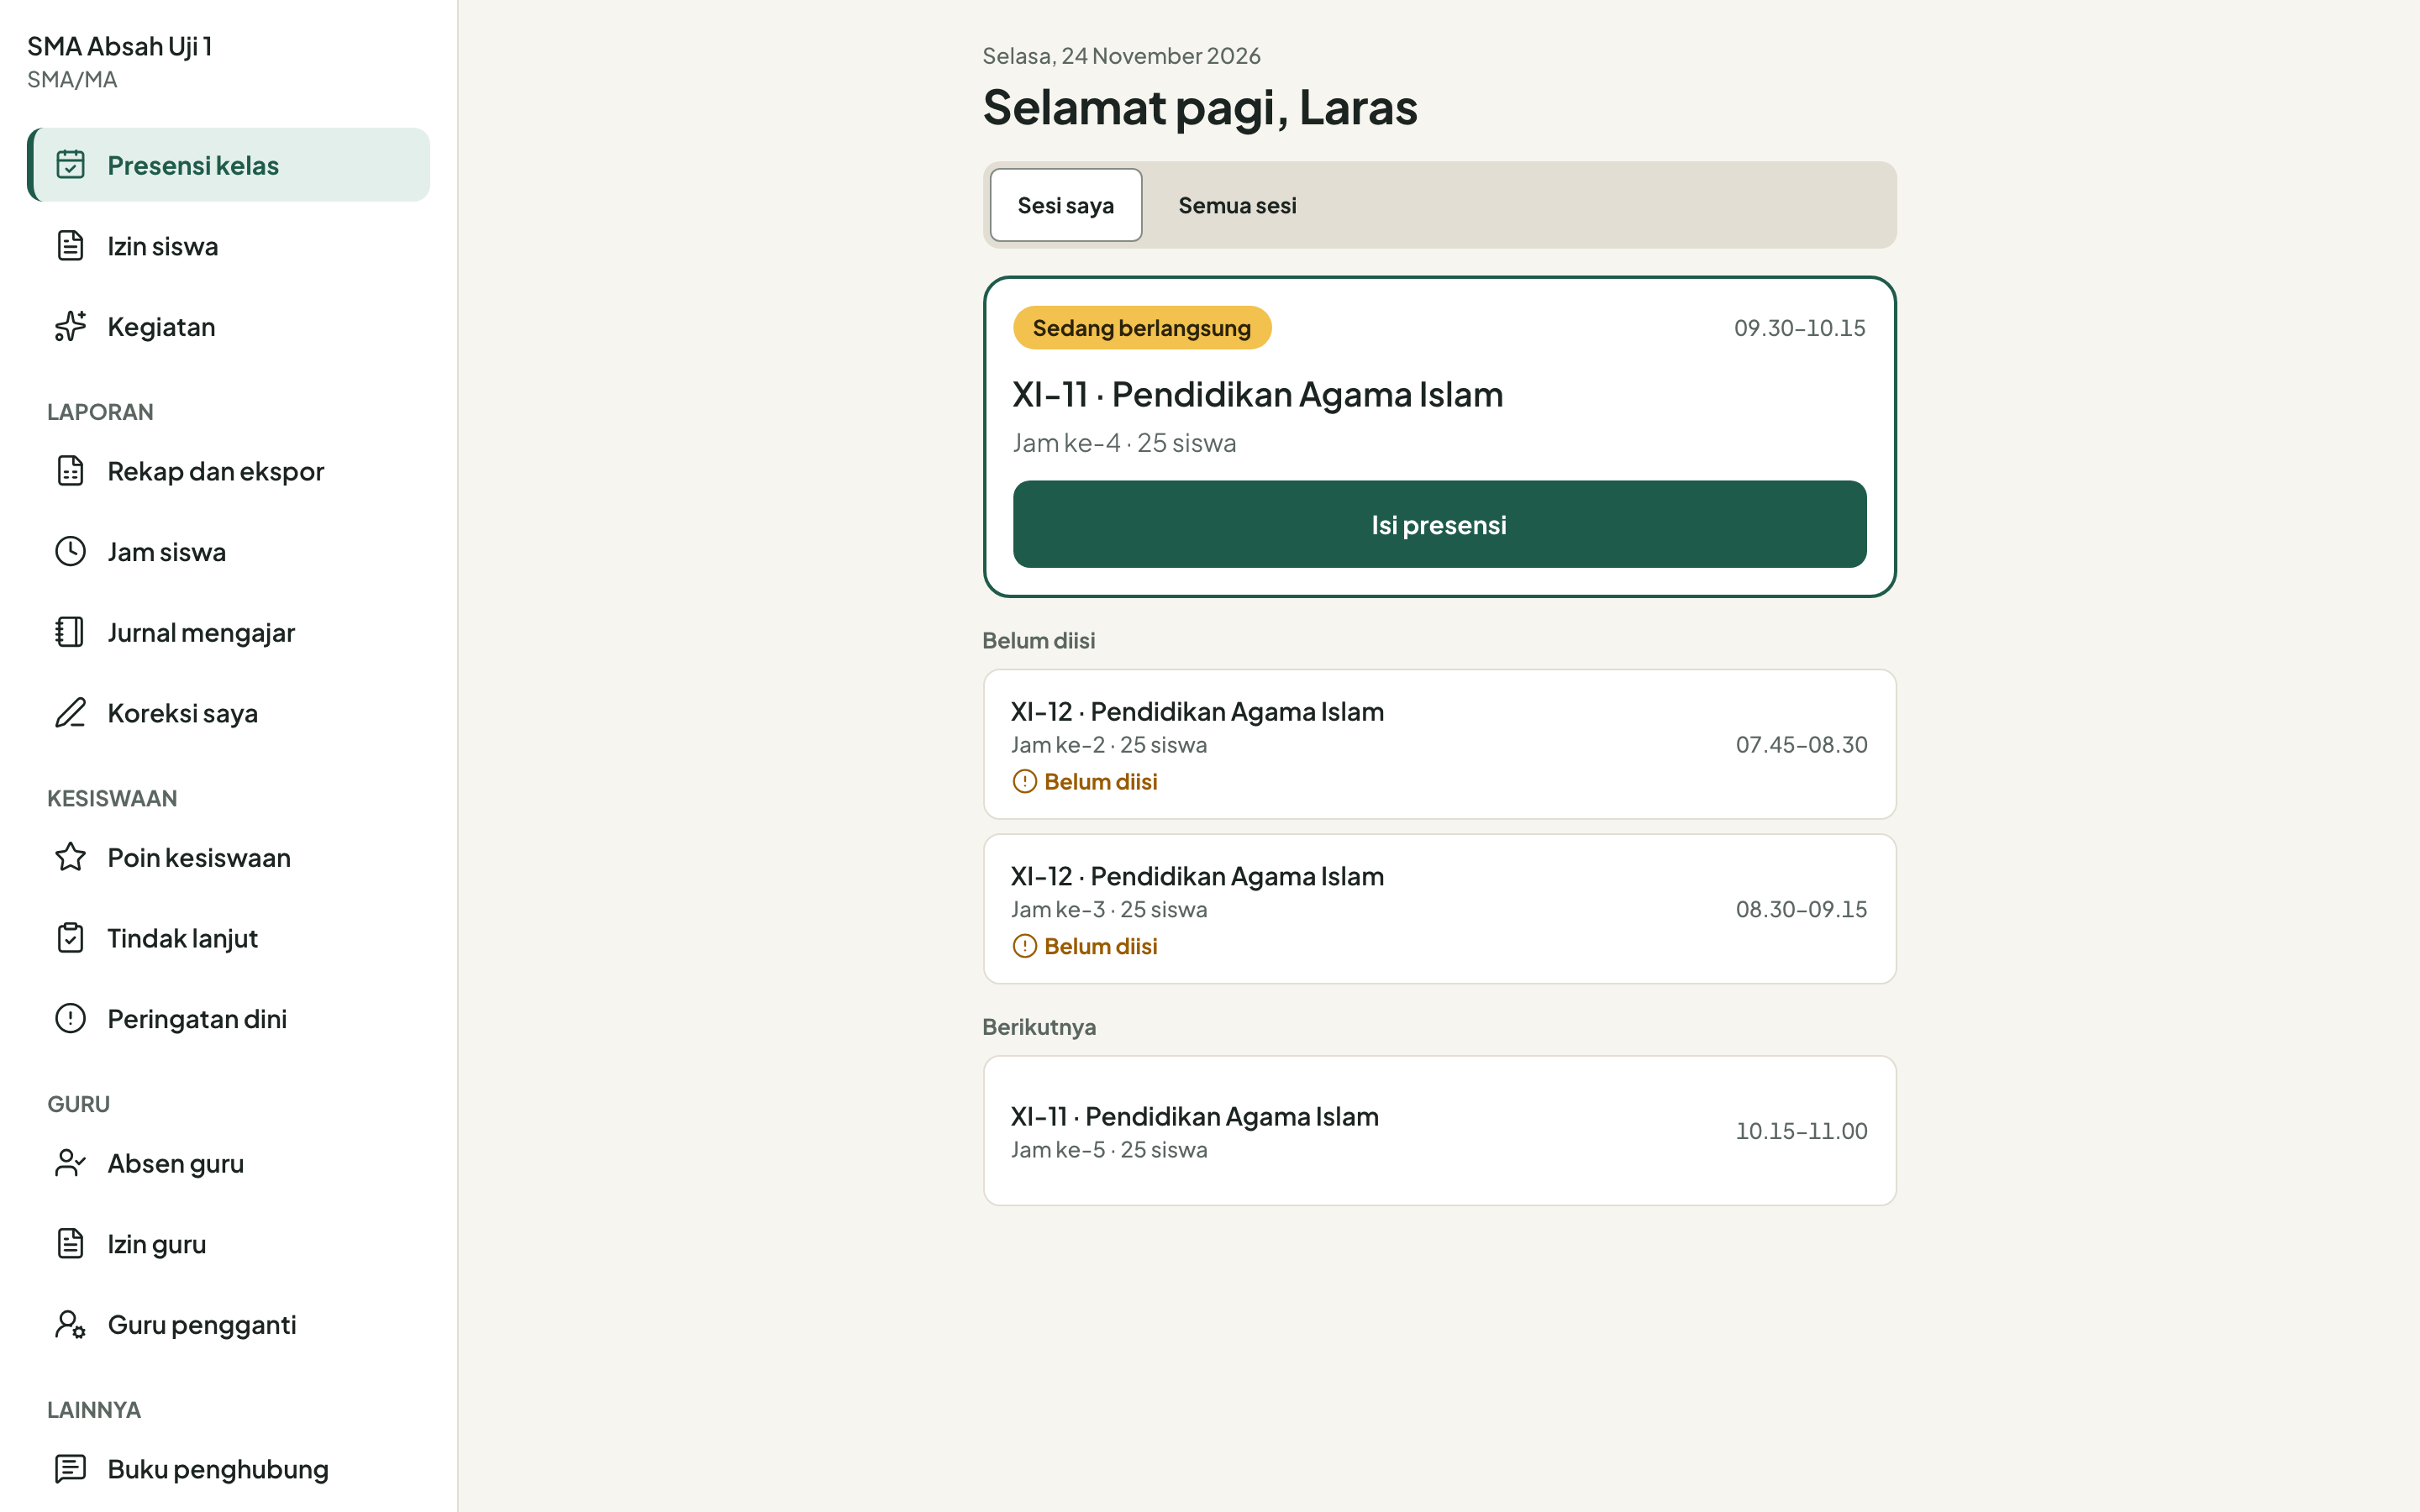 SMA Absah Uji 1
SMA/MA
Presensi kelas
Izin siswa
Kegiatan
LAPORAN
Rekap dan ekspor
Jam siswa
Jurnal mengajar
Koreksi saya
KESISWAAN
Poin kesiswaan
Tindak lanjut
Peringatan dini
GURU
Absen guru
Izin guru
Guru pengganti
LAINNYA
Buku penghubung
Selasa, 24 November 2026
Selamat pagi, Laras
Sesi saya
Semua sesi
Sedang berlangsung
09.30–10.15
XI-11 · Pendidikan Agama Islam
Jam ke-4 · 25 siswa
Isi presensi
Belum diisi
XI-12 · Pendidikan Agama Islam
Jam ke-2 · 25 siswa
07.45–08.30
Belum diisi
XI-12 · Pendidikan Agama Islam
Jam ke-3 · 25 siswa
08.30–09.15
Belum diisi
Berikutnya
XI-11 · Pendidikan Agama Islam
Jam ke-5 · 25 siswa
10.15–11.00